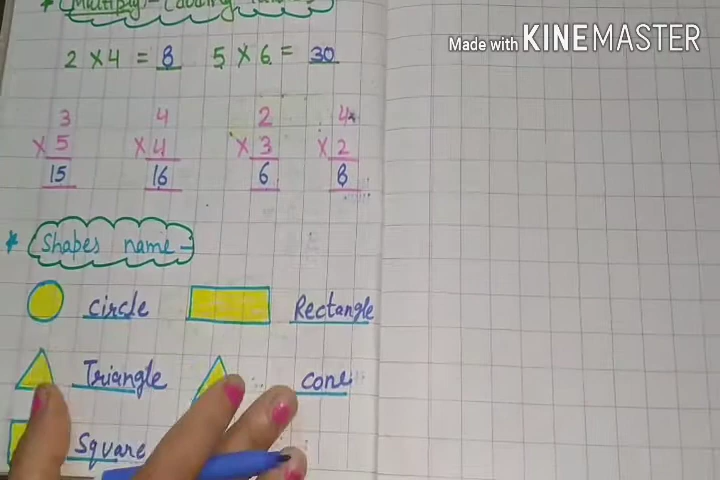 * Multiply -
2 × 4 = 8 5 × 6 = 30
Made with KINEMASTER
3 4 2 4
× 5 × 4 × 3 × 2
15 16 6 8
* Shapes name -
circle Rectangle
Triangle cone
Square